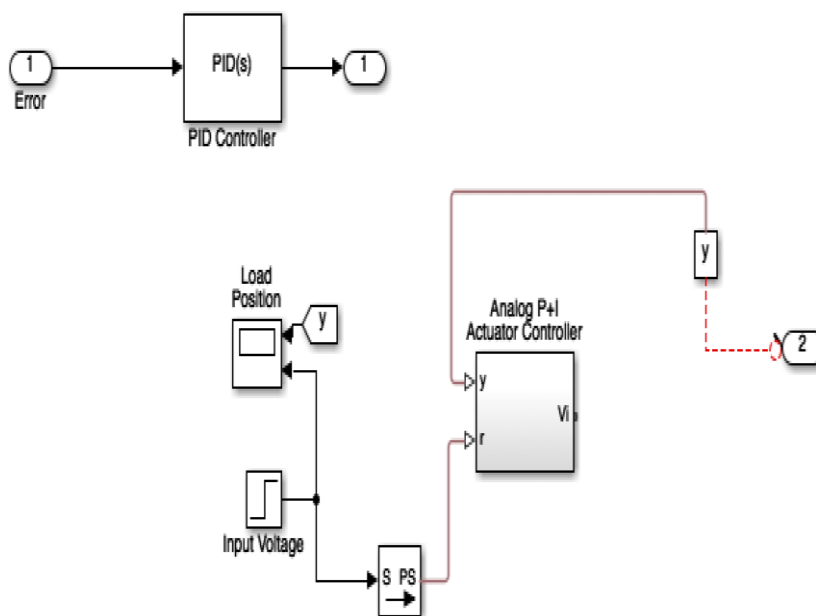 1
PID(s)
1
Error
PID Controller
y
Load
Position
y
Analog P+I
Actuator Controller
2
y
Vi
r
Input Voltage
S PS